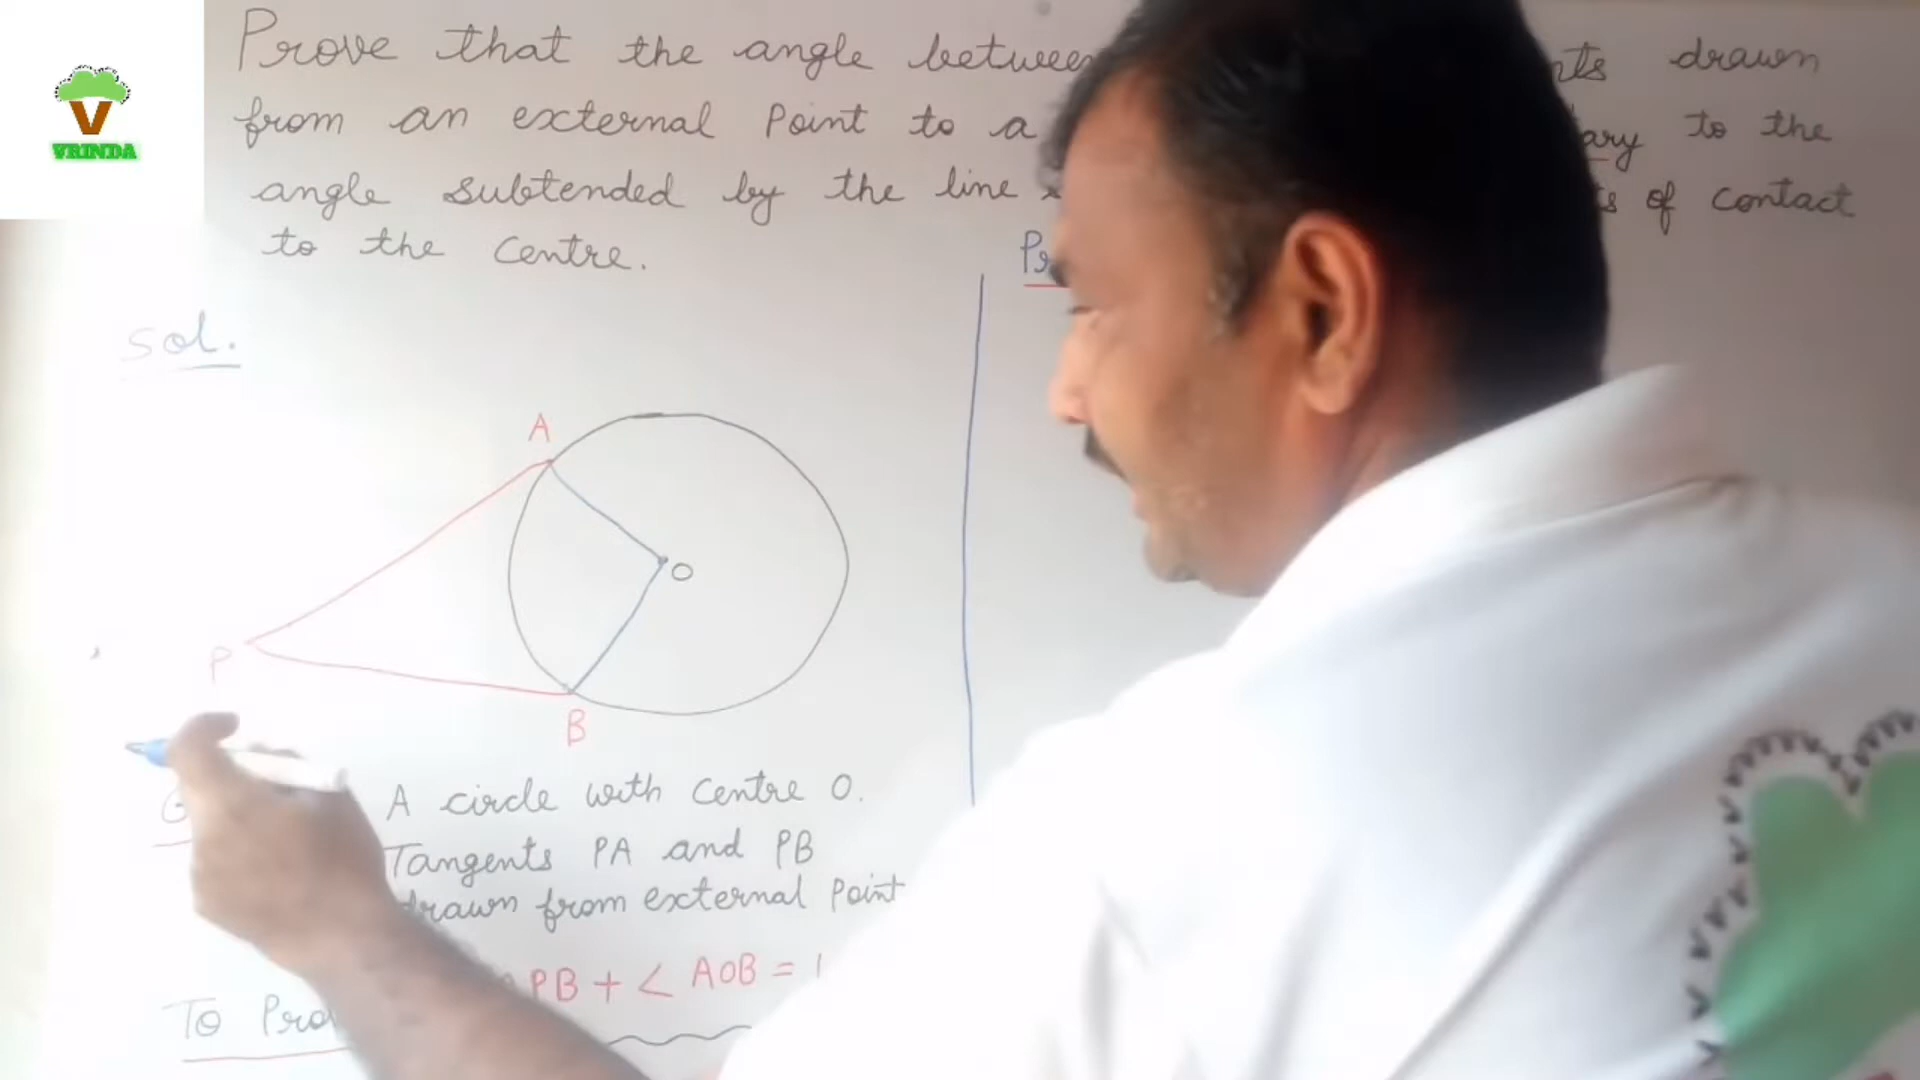 V
VRINDA
Prove that the angle between drawn
from an external Point to a to the
angle subtended by the line of contact
to the Centre.
Sol.
A
O
P
B
A circle with Centre O.
Tangents PA and PB
drawn from external Point
PB + ∠ AOB =
To